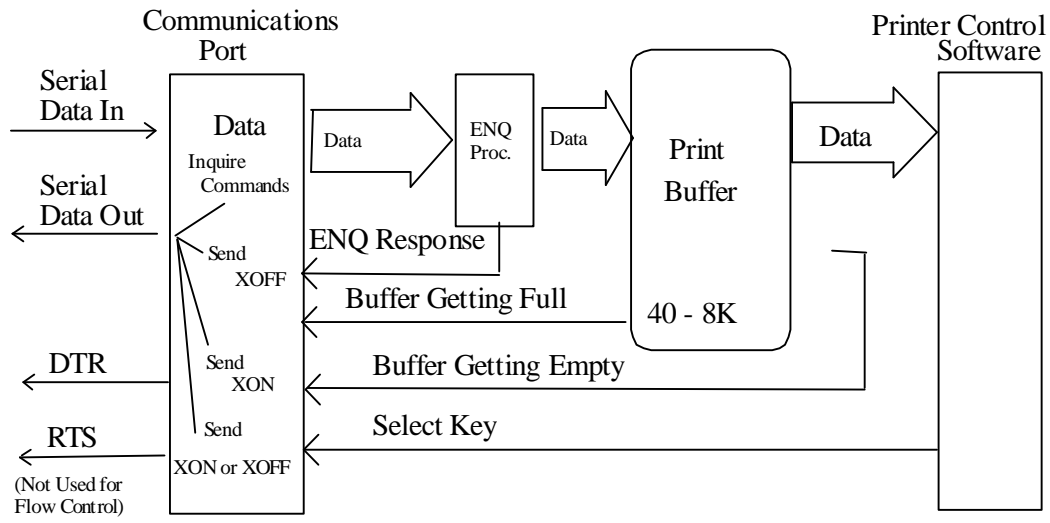 Communications
Port
Printer Control
Software
Serial
Data In
Data
Inquire
Commands
Data
ENQ
Proc.
Data
Print
Buffer
Data
Serial
Data Out
Send
XOFF
ENQ Response
Buffer Getting Full
40 - 8K
DTR
Send
XON
Buffer Getting Empty
RTS
Send
XON or XOFF
Select Key
(Not Used for
Flow Control)